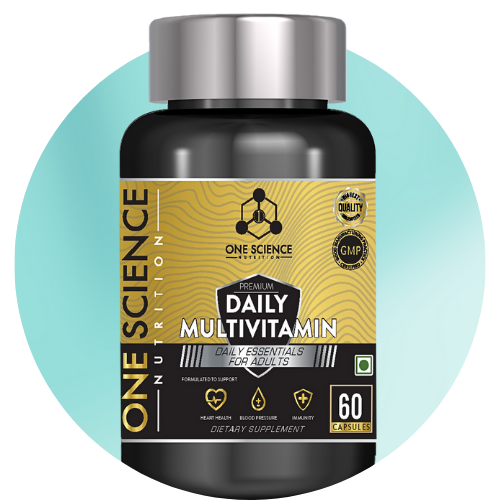 ONE SCIENCE
NUTRITION
ONE SCIENCE
NUTRITION
QUALITY
GMP
PREMIUM
DAILY
MULTIVITAMIN
DAILY ESSENTIALS
FOR ADULTS
FORMULATED TO SUPPORT
HEART HEALTH
BLOOD PRESSURE
IMMUNITY
DIETARY SUPPLEMENT
60
CAPSULES